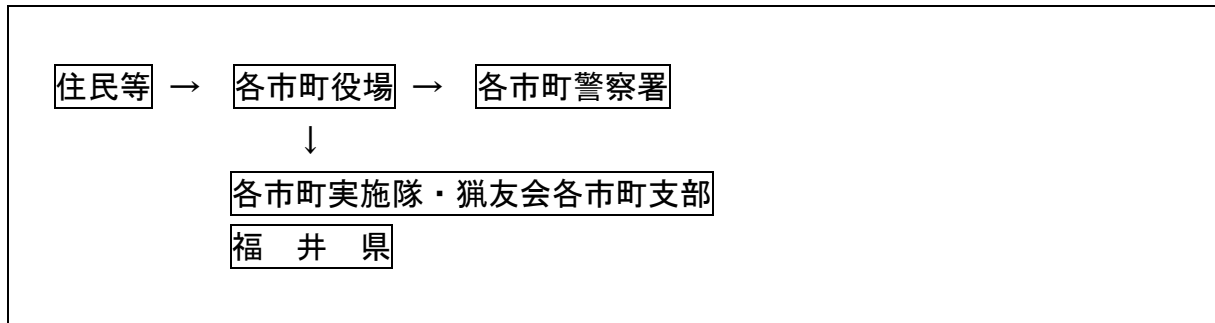 住民等 → 各市町役場 → 各市町警察署
↓
各市町実施隊・猟友会各市町支部
福　井　県